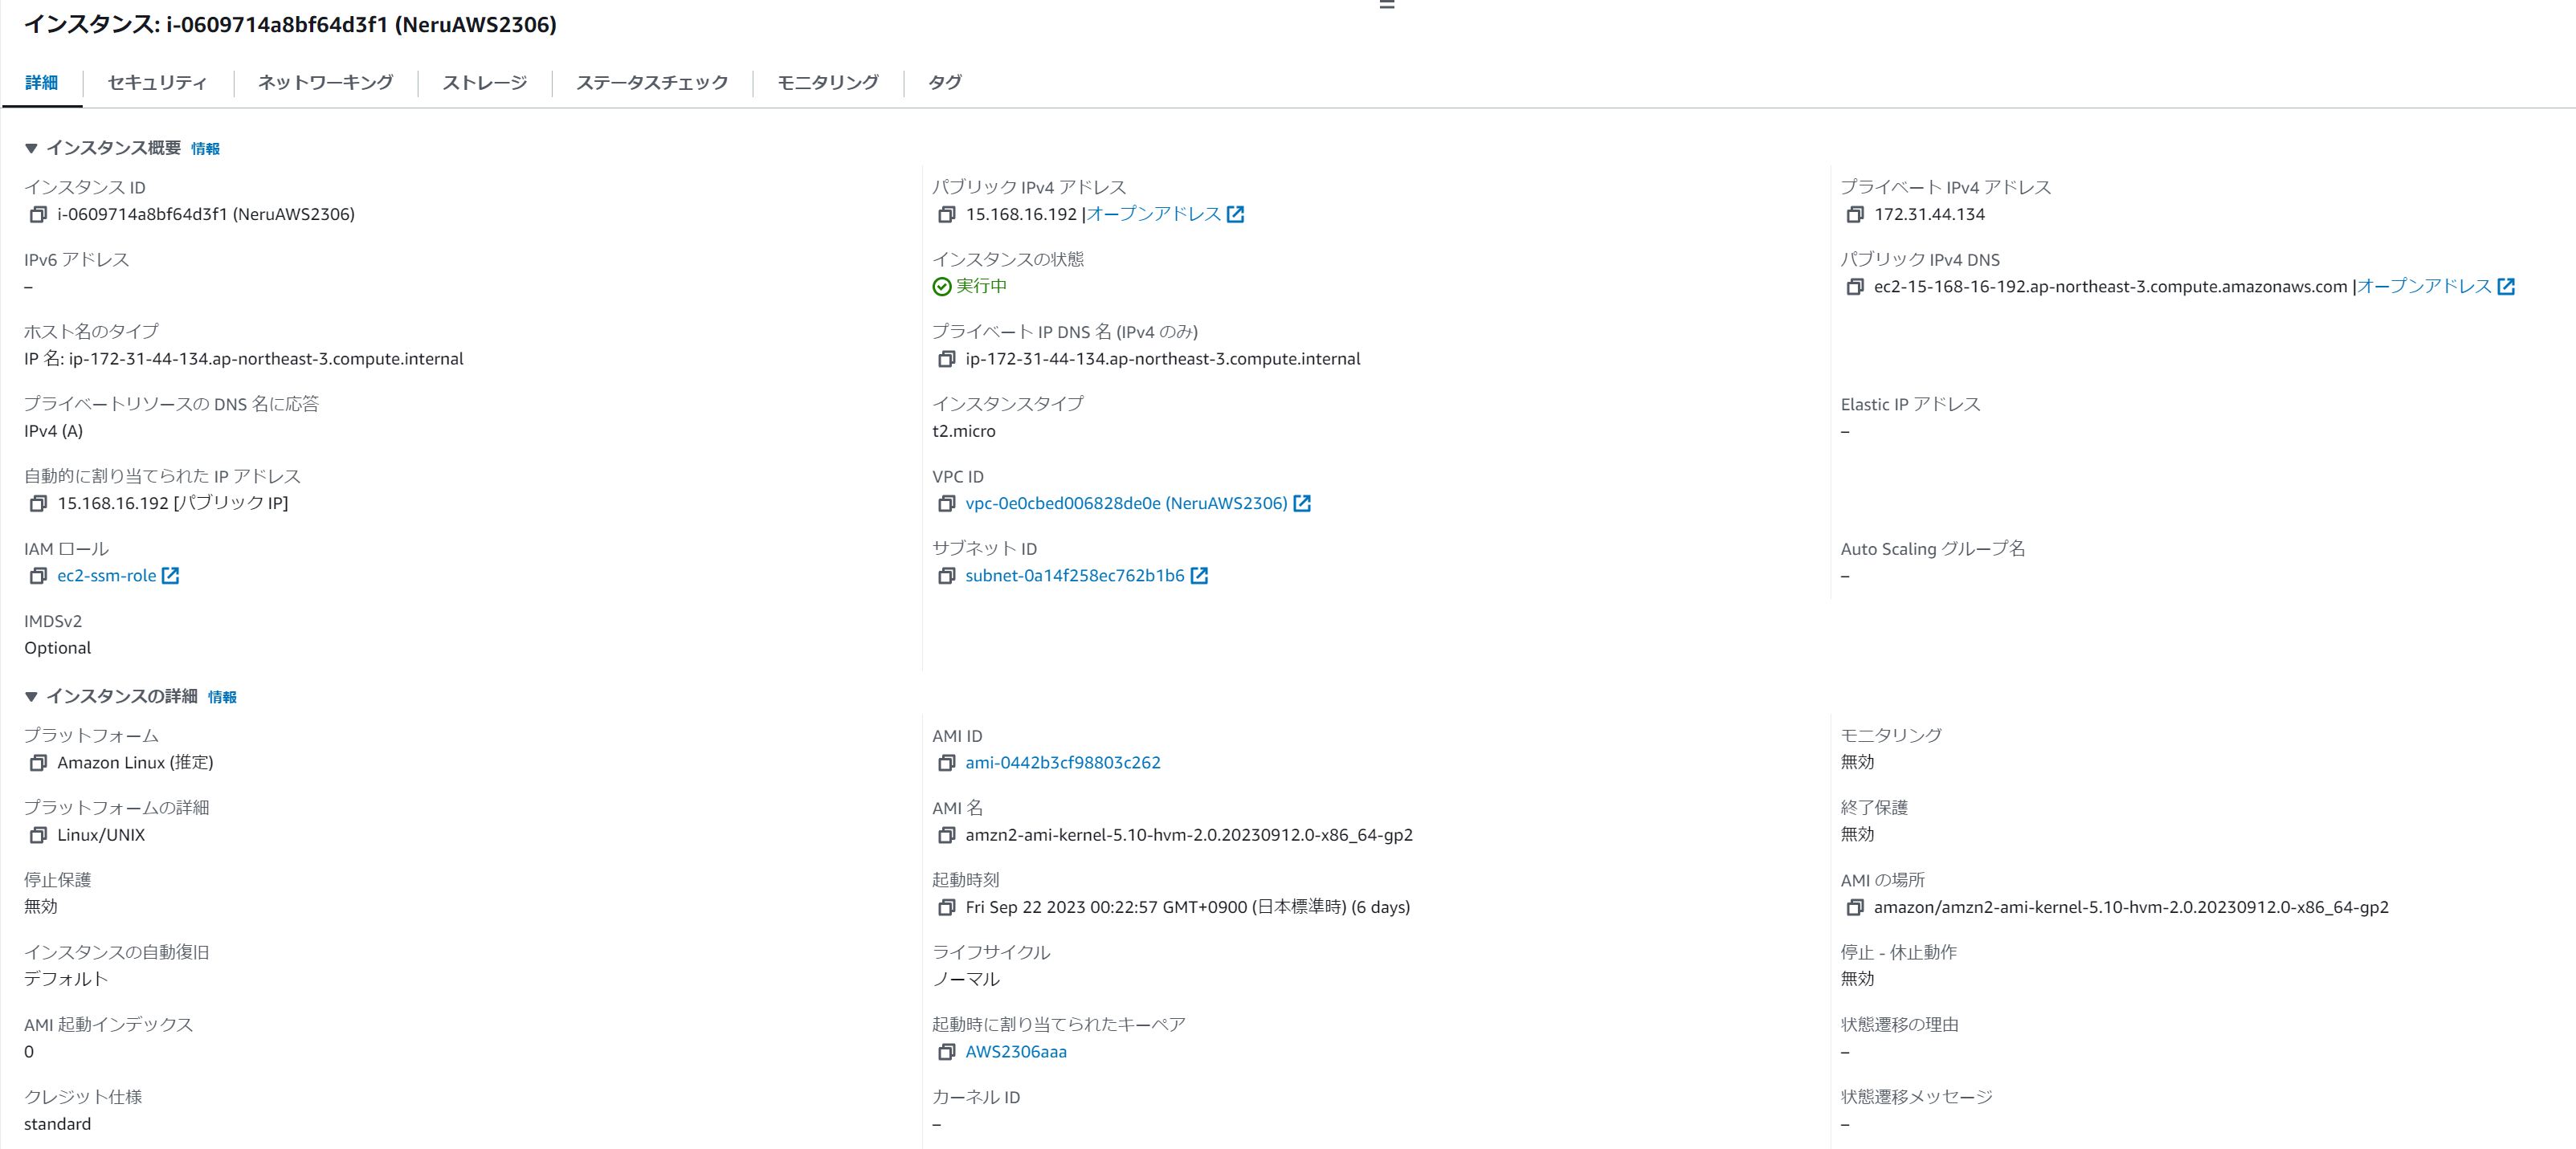 インスタンス: i-0609714a8bf64d3f1 (NeruAWS2306)
詳細 セキュリティ ネットワーキング ストレージ ステータスチェック モニタリング タグ
▼ インスタンス概要 情報
インスタンス ID
i-0609714a8bf64d3f1 (NeruAWS2306)
パブリック IPv4 アドレス
15.168.16.192 |オープンアドレス
プライベート IPv4 アドレス
172.31.44.134
IPv6 アドレス
–
インスタンスの状態
実行中
パブリック IPv4 DNS
ec2-15-168-16-192.ap-northeast-3.compute.amazonaws.com |オープンアドレス
ホスト名のタイプ
IP 名: ip-172-31-44-134.ap-northeast-3.compute.internal
プライベート IP DNS 名 (IPv4 のみ)
ip-172-31-44-134.ap-northeast-3.compute.internal
プライベートリソースの DNS 名に応答
IPv4 (A)
インスタンスタイプ
t2.micro
Elastic IP アドレス
–
自動的に割り当てられた IP アドレス
15.168.16.192 [パブリック IP]
VPC ID
vpc-0e0cbed006828de0e (NeruAWS2306)
IAM ロール
ec2-ssm-role
サブネット ID
subnet-0a14f258ec762b1b6
Auto Scaling グループ名
–
IMDSv2
Optional
▼ インスタンスの詳細 情報
プラットフォーム
Amazon Linux (推定)
AMI ID
ami-0442b3cf98803c262
モニタリング
無効
プラットフォームの詳細
Linux/UNIX
AMI 名
amzn2-ami-kernel-5.10-hvm-2.0.20230912.0-x86_64-gp2
終了保護
無効
停止保護
無効
起動時刻
Fri Sep 22 2023 00:22:57 GMT+0900 (日本標準時) (6 days)
AMI の場所
amazon/amzn2-ami-kernel-5.10-hvm-2.0.20230912.0-x86_64-gp2
インスタンスの自動復旧
デフォルト
ライフサイクル
ノーマル
停止 - 休止動作
無効
AMI 起動インデックス
0
起動時に割り当てられたキーペア
AWS2306aaa
状態遷移の理由
–
クレジット仕様
standard
カーネル ID
–
状態遷移メッセージ
–